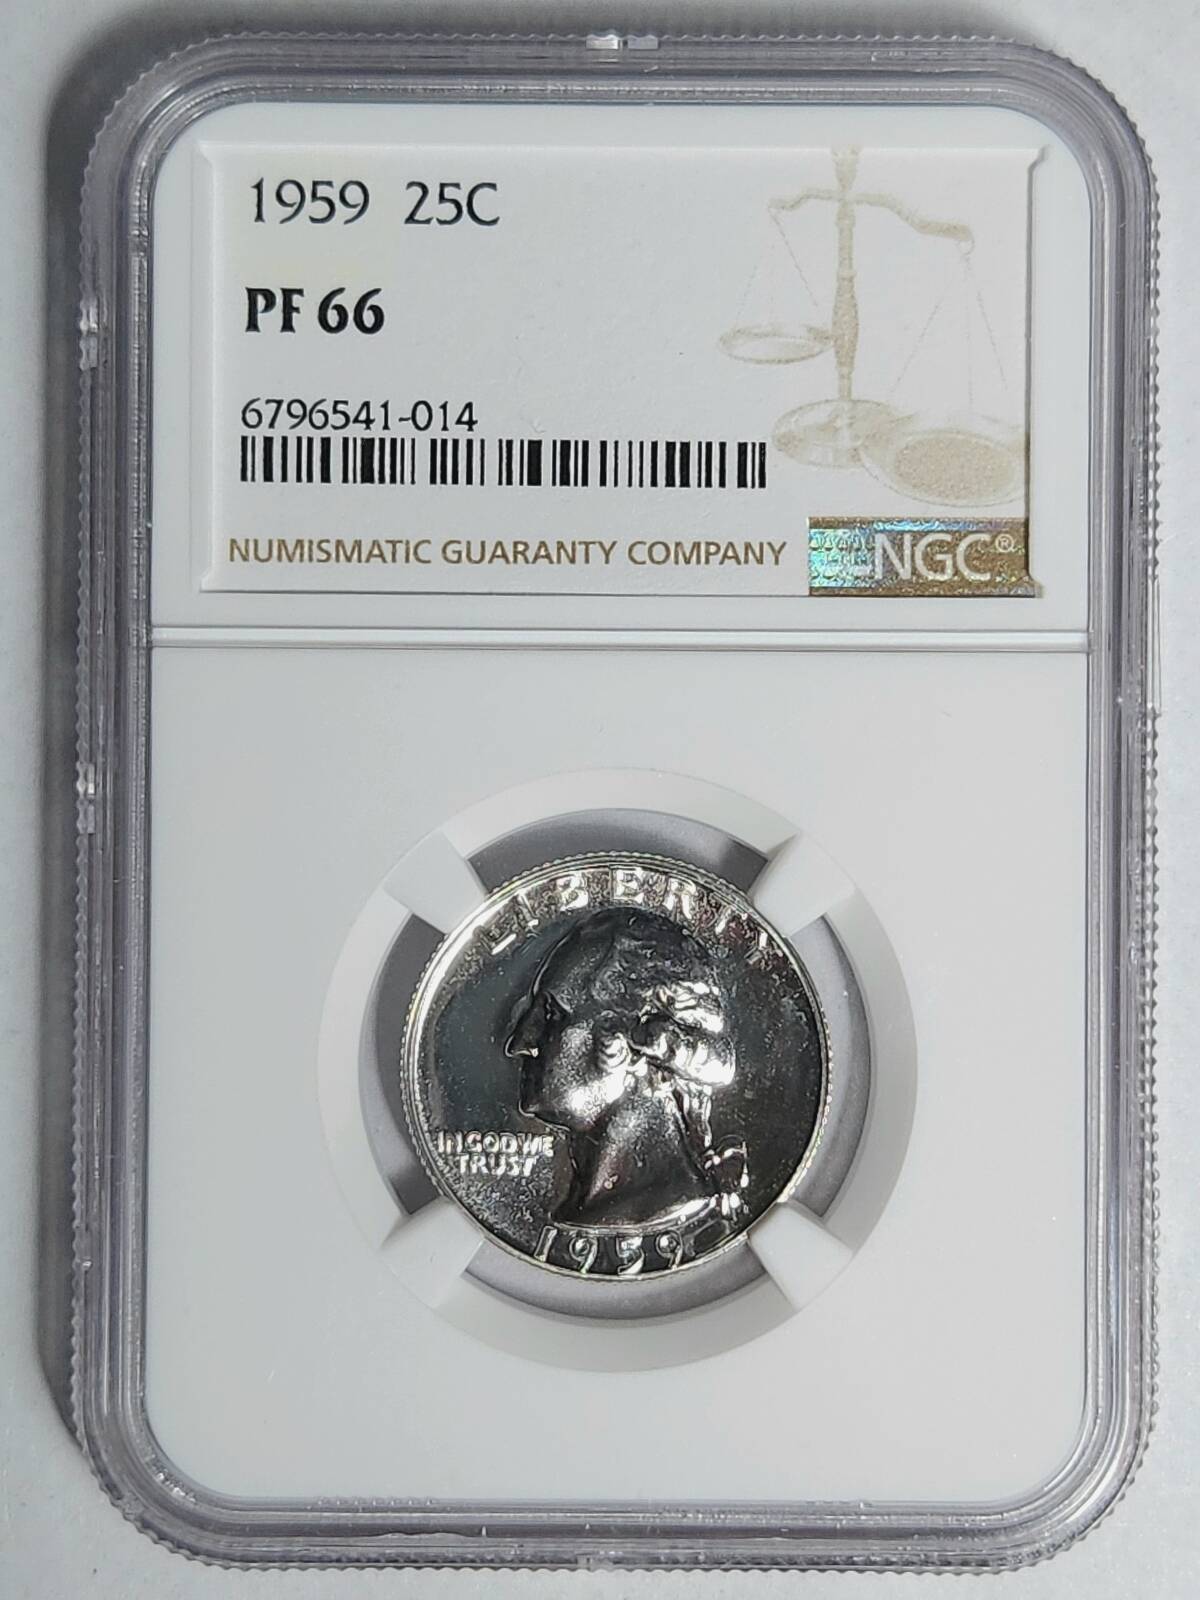 1959 25C
PF 66
6796541-014
NUMISMATIC GUARANTY COMPANY
NGC®
LIBERTY
IN GOD WE
TRUST
1959